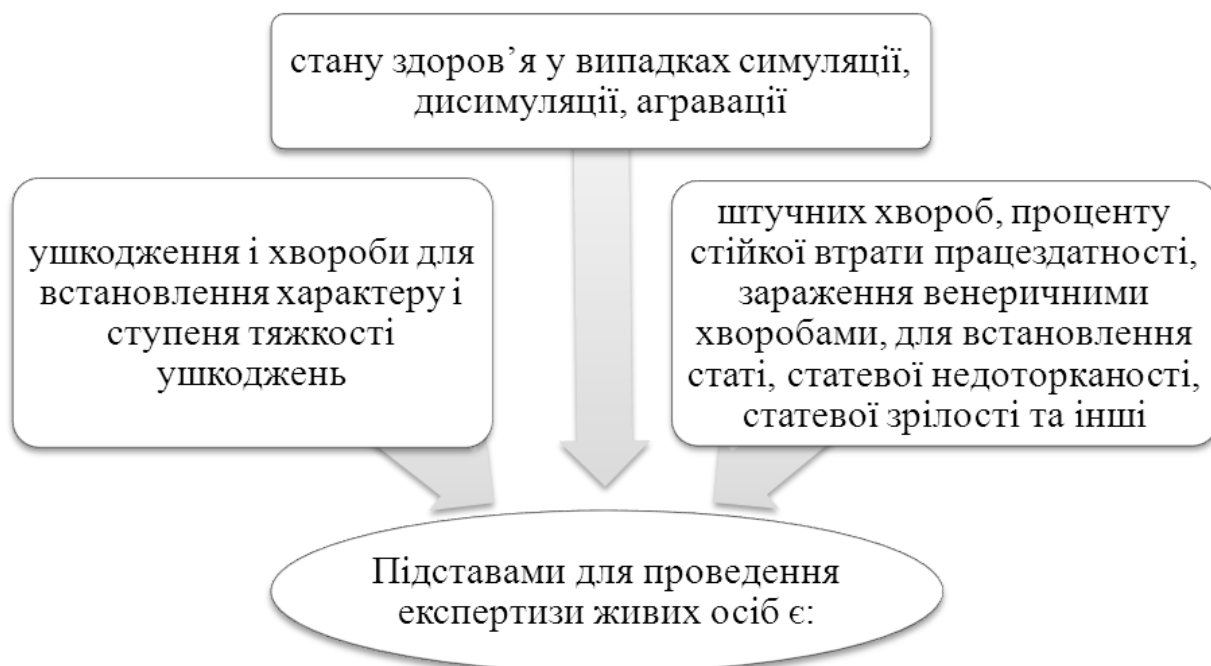 стану здоров’я у випадках симуляції,
дисимуляції, агравації
ушкодження і хвороби для
встановлення характеру і
ступеня тяжкості
ушкоджень
штучних хвороб, проценту
стійкої втрати працездатності,
зараження венеричними
хворобами, для встановлення
статі, статевої недоторканості,
статевої зрілості та інші
Підставами для проведення
експертизи живих осіб є: